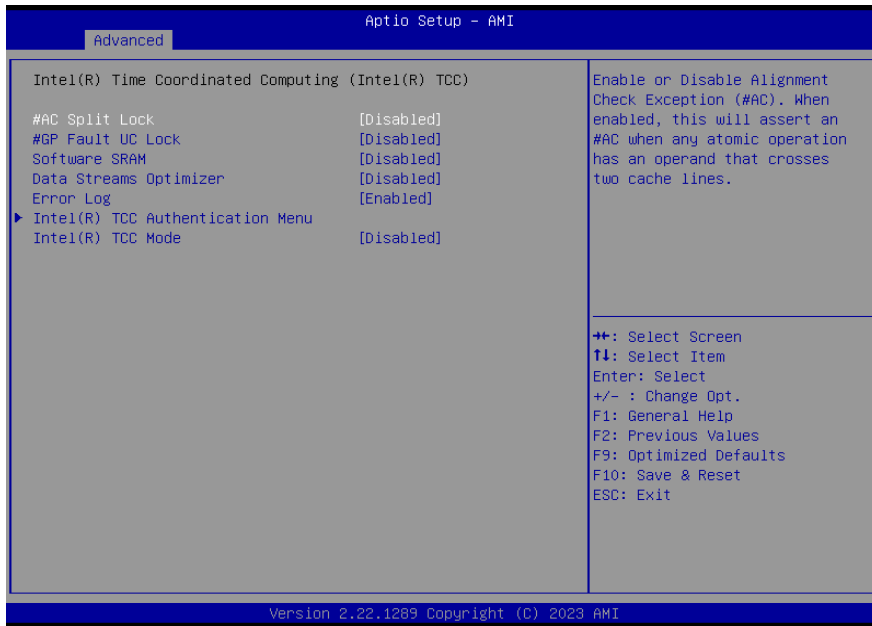 Aptio Setup – AMI
Advanced
Intel(R) Time Coordinated Computing (Intel(R) TCC)
#AC Split Lock [Disabled]
#GP Fault UC Lock [Disabled]
Software SRAM [Disabled]
Data Streams Optimizer [Disabled]
Error Log [Enabled]
▶ Intel(R) TCC Authentication Menu
Intel(R) TCC Mode [Disabled]
Enable or Disable Alignment
Check Exception (#AC). When
enabled, this will assert an
#AC when any atomic operation
has an operand that crosses
two cache lines.
→←: Select Screen
↑↓: Select Item
Enter: Select
+/- : Change Opt.
F1: General Help
F2: Previous Values
F9: Optimized Defaults
F10: Save & Reset
ESC: Exit
Version 2.22.1289 Copyright (C) 2023 AMI